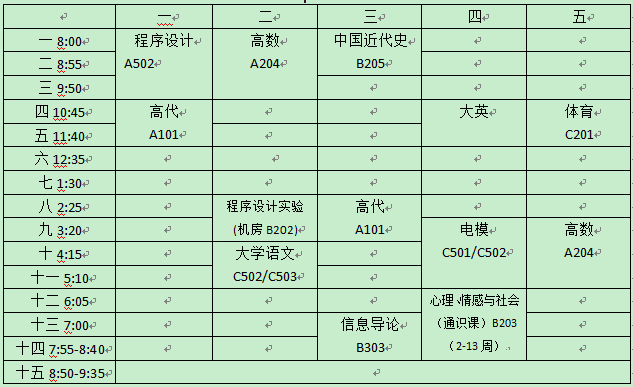 一 二 三 四 五
一 8:00 程序设计 高数 中国近代史
二 8:55 A502 A204 B205
三 9:50
四 10:45 高代 大英 体育
五 11:40 A101 C201
六 12:35
七 1:30
八 2:25 程序设计实验 高代
九 3:20 (机房 B202) A101 电模 高数
十 4:15 大学语文 C501/C502 A204
十一 5:10 C502/C503
十二 6:05 心理、情感与社会
十三 7:00 信息导论 （通识课）B203
十四 7:55-8:40 B303 （2-13 周）
十五 8:50-9:35